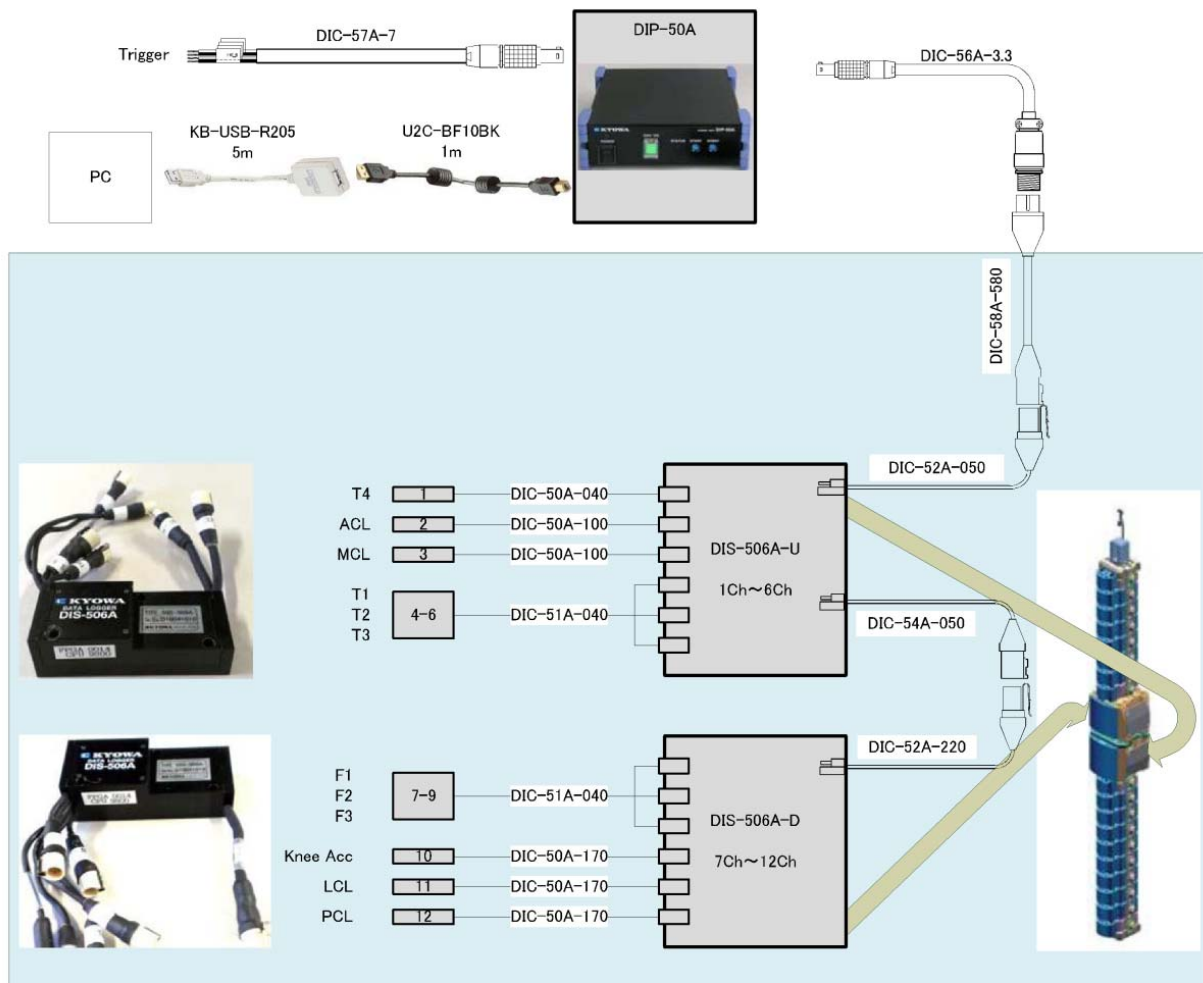 DIC-57A-7
Trigger
DIP-50A
DIC-56A-3.3
KB-USB-R205
5m
U2C-BF10BK
1m
PC
KYOWA
DIC-58A-580
DIC-52A-050
T4
1
DIC-50A-040
ACL
2
DIC-50A-100
MCL
3
DIC-50A-100
DIS-506A-U
1Ch～6Ch
T1
T2
T3
4-6
DIC-51A-040
DIC-54A-050
KYOWA
DATA LOGGER
DIS-506A
DIC-52A-220
F1
F2
F3
7-9
DIC-51A-040
DIS-506A-D
7Ch～12Ch
Knee Acc
10
DIC-50A-170
LCL
11
DIC-50A-170
PCL
12
DIC-50A-170
KYOWA
DATA LOGGER
DIS-506A